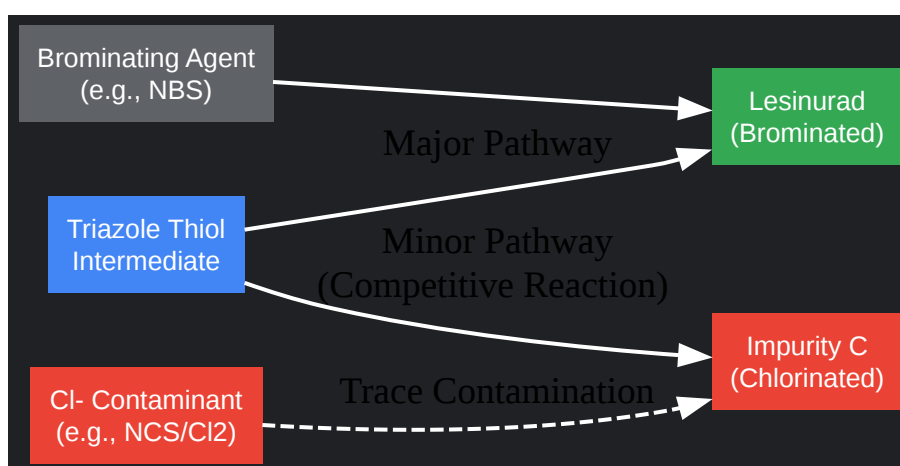 Brominating Agent
(e.g., NBS)
Lesinurad
(Brominated)
Major Pathway
Triazole Thiol
Intermediate
Minor Pathway
(Competitive Reaction)
Impurity C
(Chlorinated)
Trace Contamination
Cl- Contaminant
(e.g., NCS/Cl2)